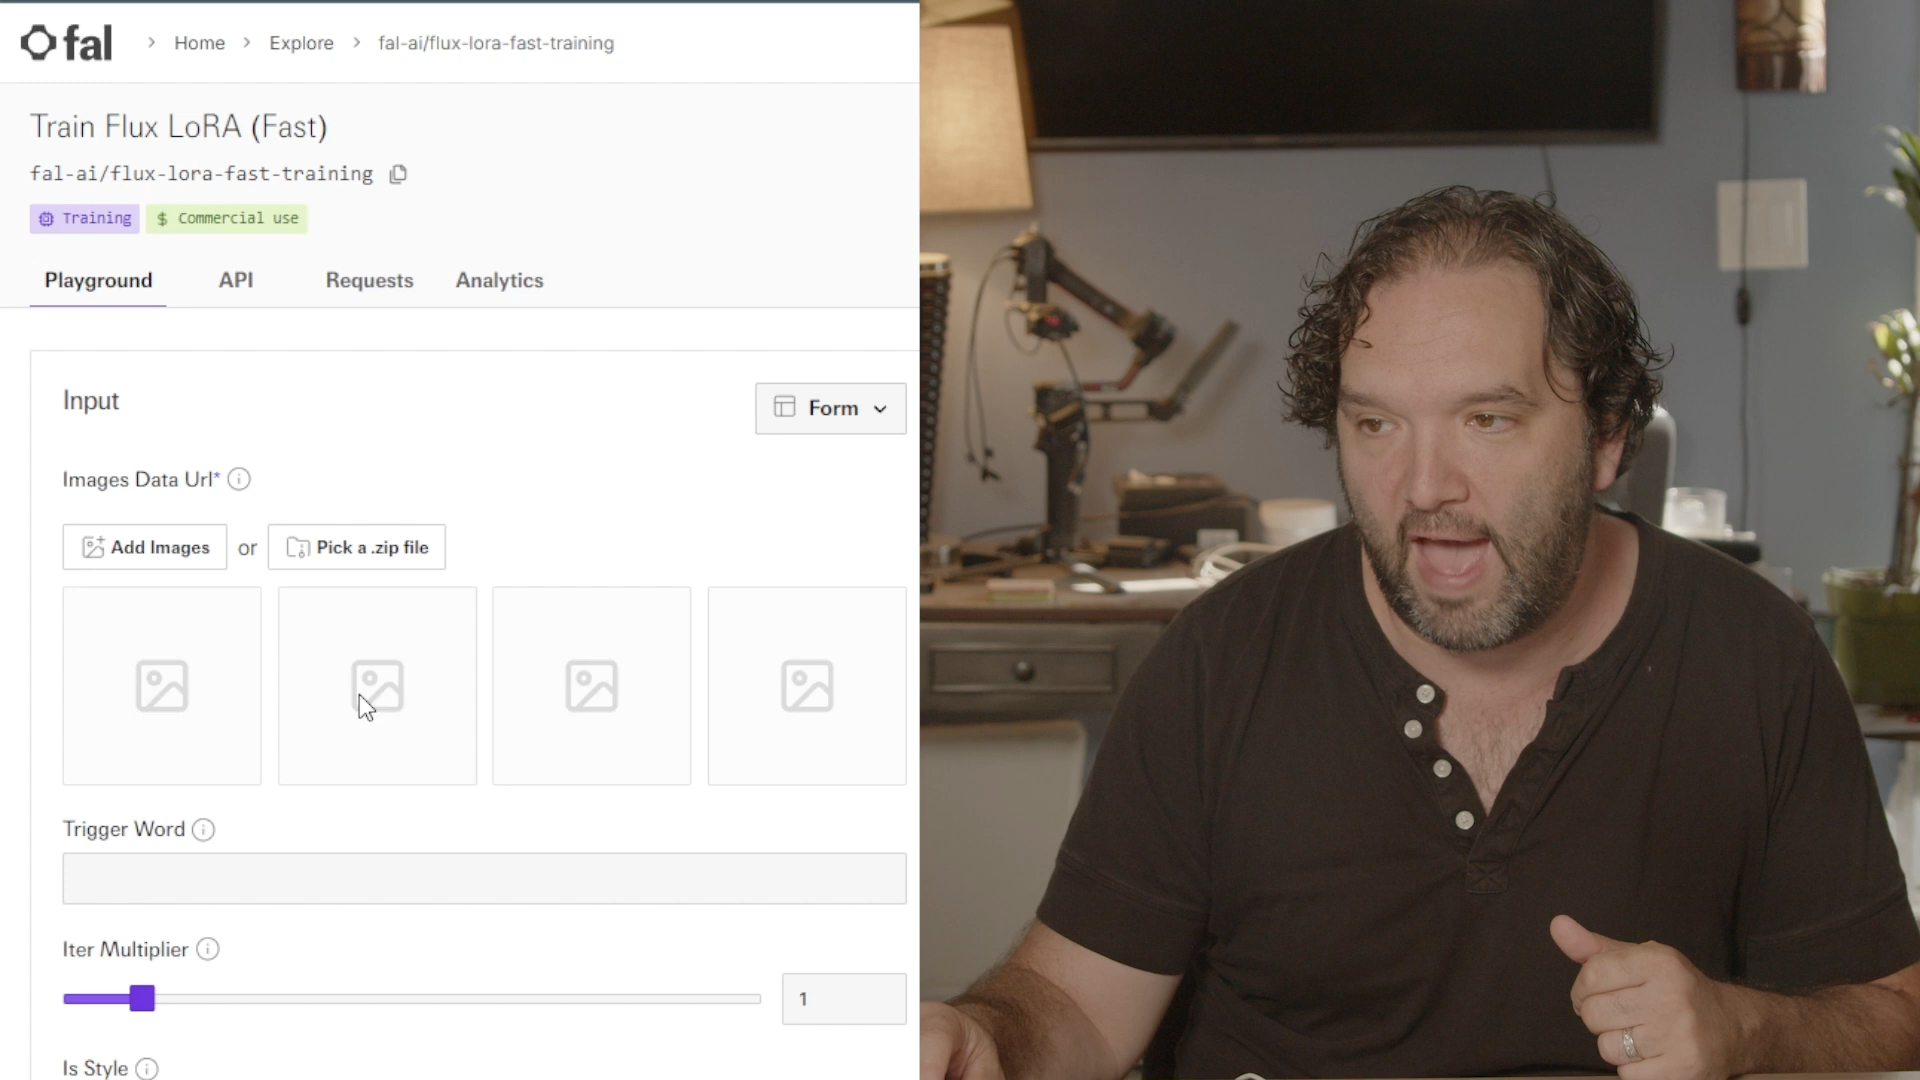 fal
Home
Explore
fal-ai/flux-lora-fast-training
Train Flux LoRA (Fast)
fal-ai/flux-lora-fast-training
Training
$ Commercial use
Playground
API
Requests
Analytics
Input
Form
Images Data Url*
Add Images or Pick a .zip file
Trigger Word
Iter Multiplier
1
Is Style